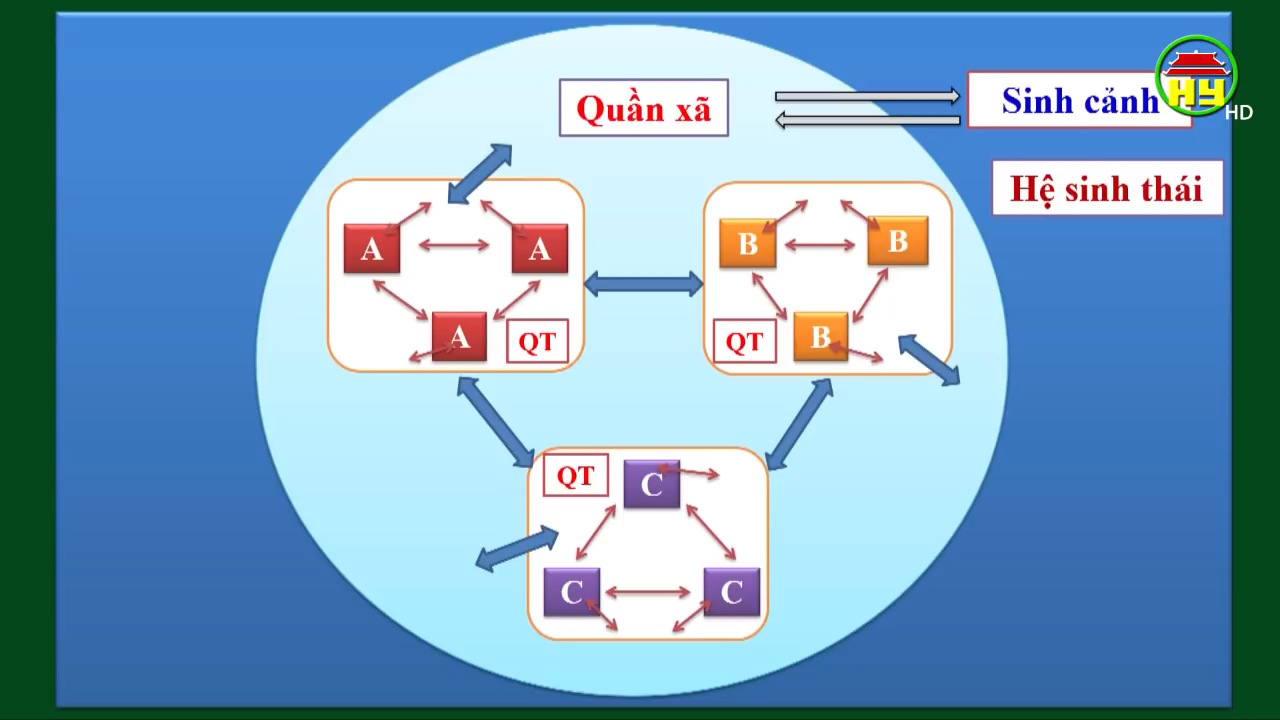 Quần xã
Sinh cảnh
HY
HD
Hệ sinh thái
A
A
A
QT
B
B
QT
B
QT
C
C
C